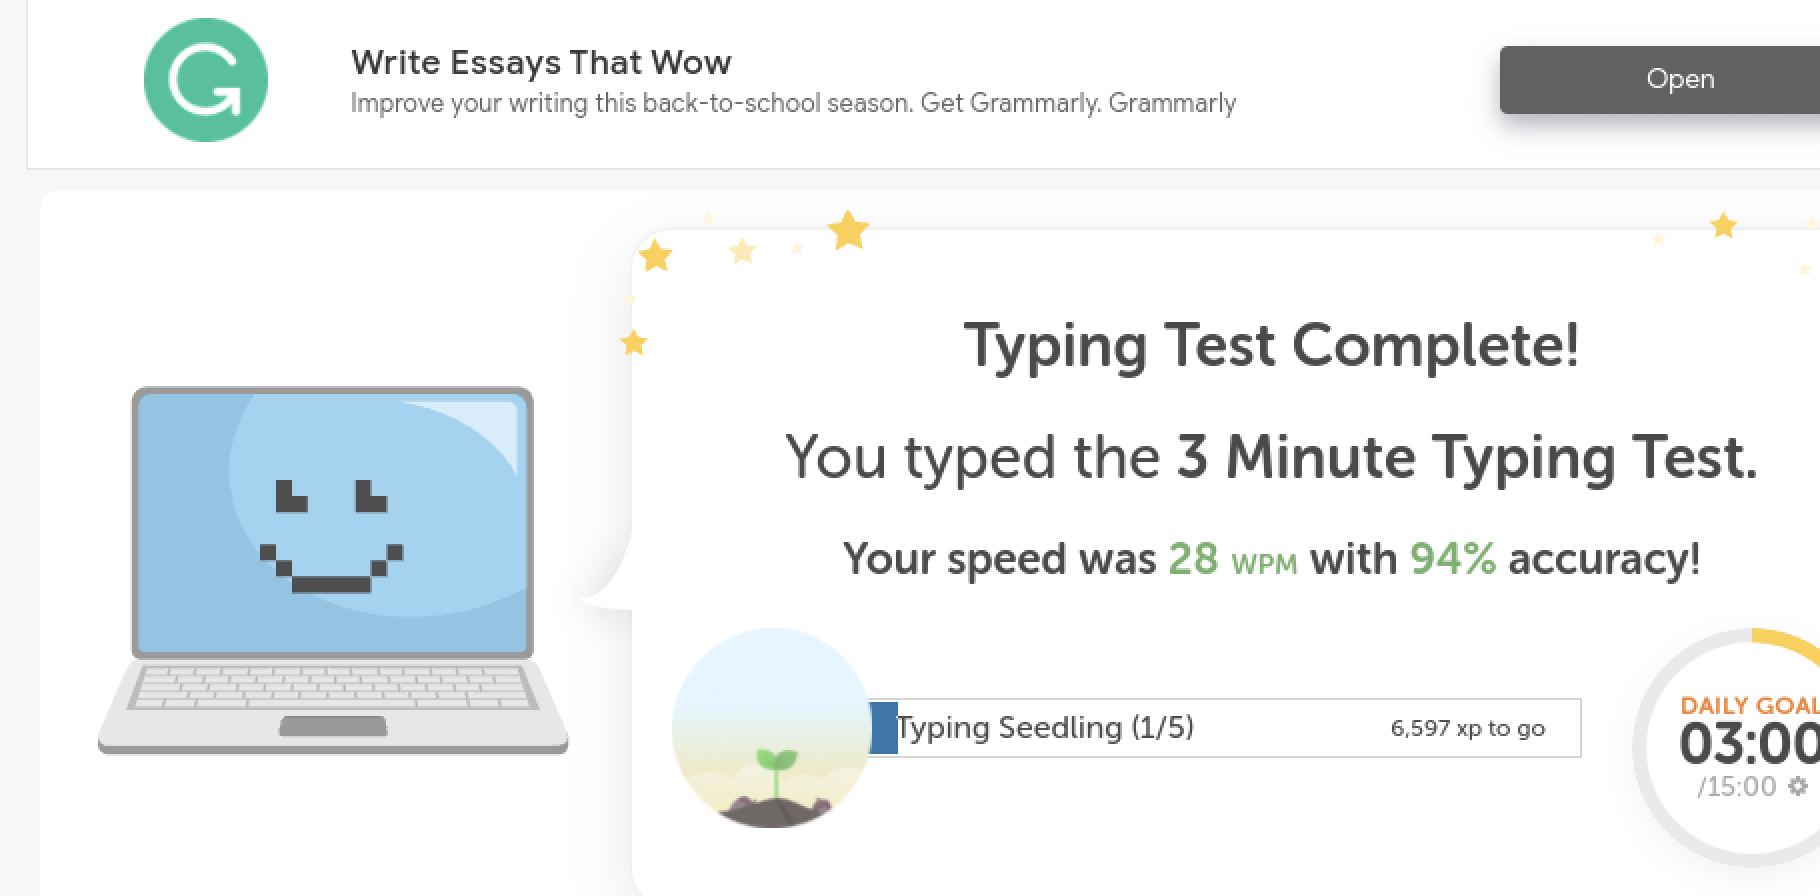 Write Essays That Wow
Improve your writing this back-to-school season. Get Grammarly. Grammarly
Open
Typing Test Complete!
You typed the 3 Minute Typing Test.
Your speed was 28 WPM with 94% accuracy!
Typing Seedling (1/5)
6,597 xp to go
DAILY GOAL
03:00
/15:00